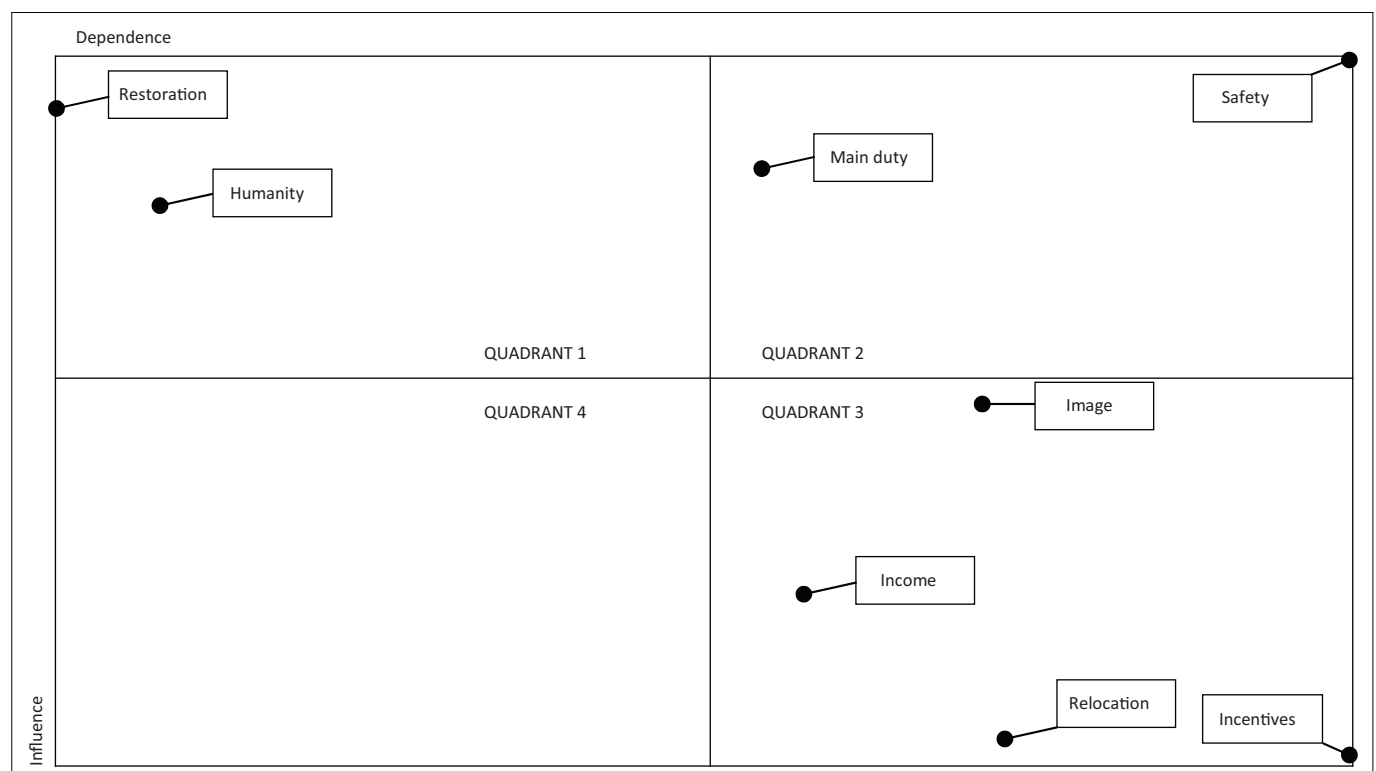 Dependence
Restoration
Safety
Main duty
Humanity
QUADRANT 1
QUADRANT 2
QUADRANT 4
QUADRANT 3
Image
Income
Relocation
Incentives
Influence